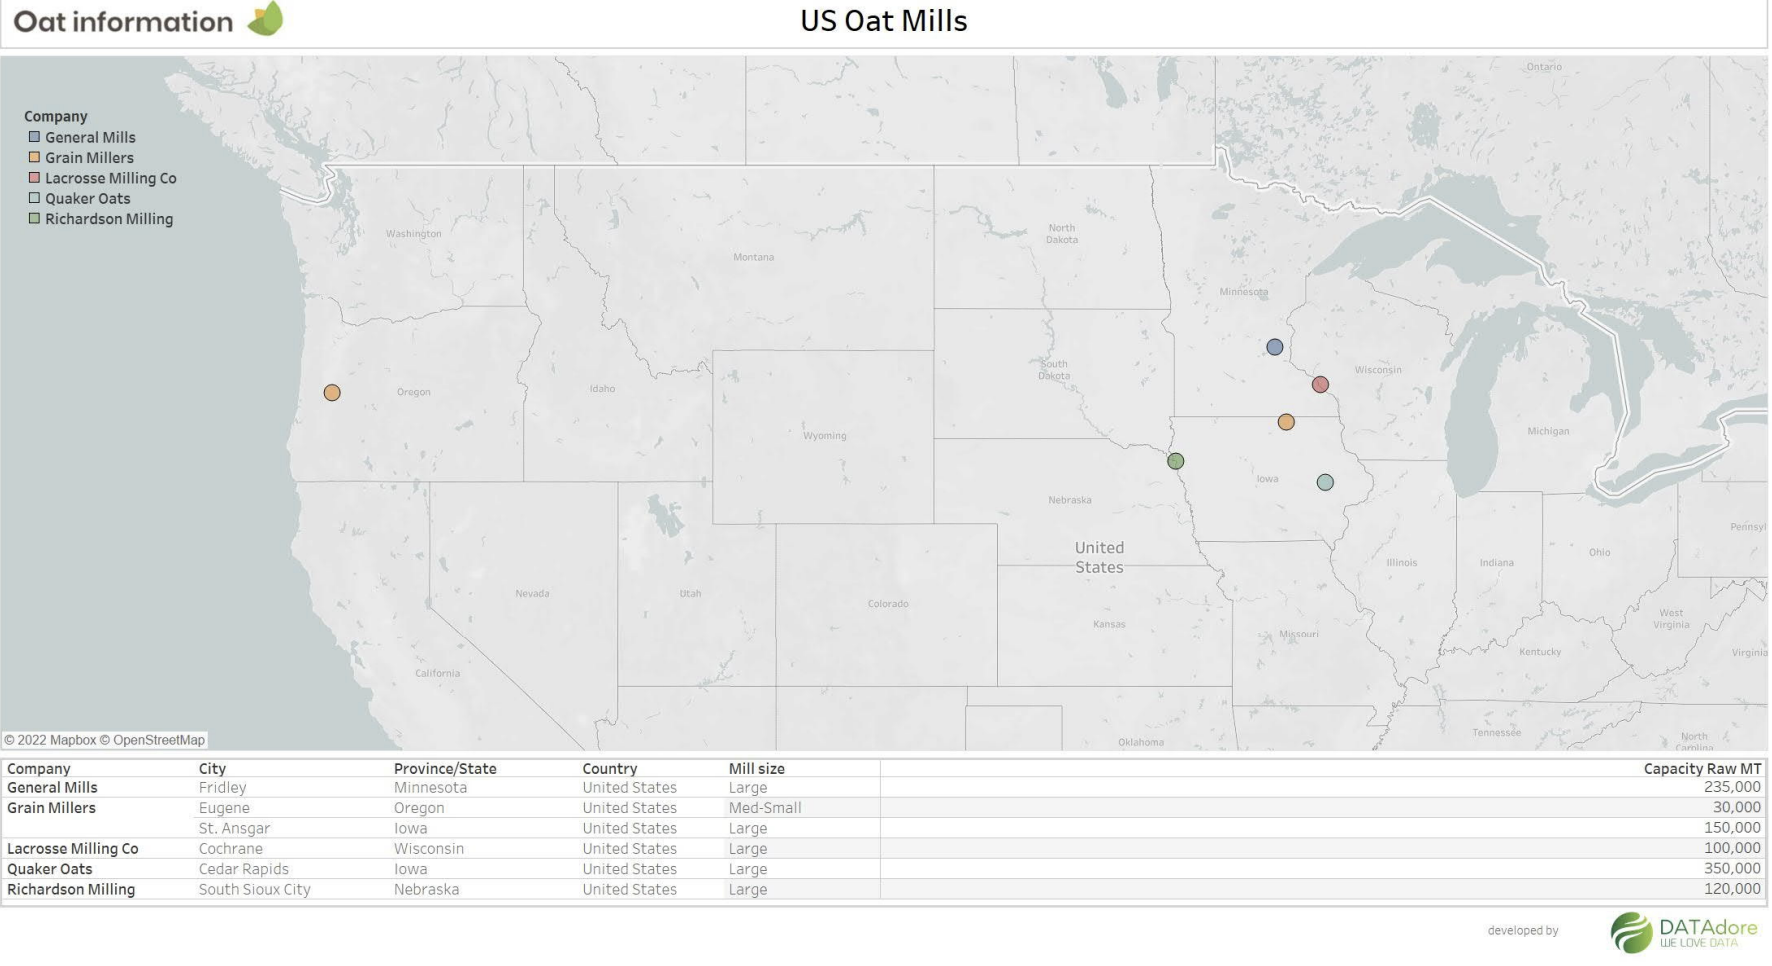 Oat information
US Oat Mills
Company
General Mills
Grain Millers
Lacrosse Milling Co
Quaker Oats
Richardson Milling
Ontario
Washington
Montana
North
Dakota
Minnesota
South
Dakota
Wisconsin
Oregon
Idaho
Wyoming
Michigan
Iowa
Nebraska
United
States
Pennsyl
Ohio
Illinois
Indiana
Nevada
Utah
Colorado
Kansas
West
Virginia
Missouri
Kentucky
Virginia
California
Tennessee
Oklahoma
North
Carolina
© 2022 Mapbox © OpenStreetMap
Company City Province/State Country Mill size Capacity Raw MT
General Mills Fridley Minnesota United States Large 235,000
Grain Millers Eugene Oregon United States Med-Small 30,000
St. Ansgar Iowa United States Large 150,000
Lacrosse Milling Co Cochrane Wisconsin United States Large 100,000
Quaker Oats Cedar Rapids Iowa United States Large 350,000
Richardson Milling South Sioux City Nebraska United States Large 120,000
developed by
DATAdore
WE LOVE DATA